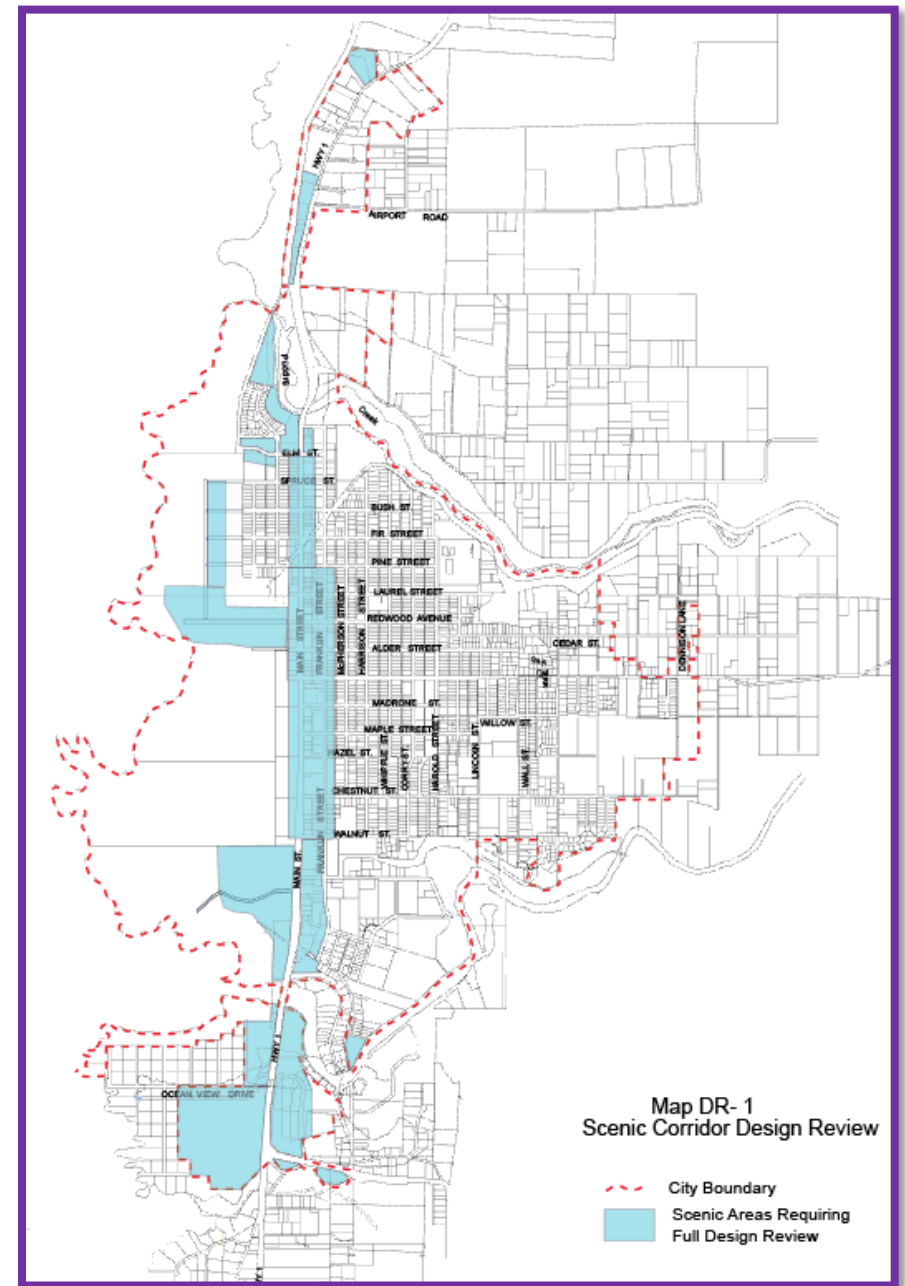 HWY 1
AIRPORT ROAD
Pudding
Creek
ELM ST.
SPRUCE ST.
BUSH ST.
FIR STREET
PINE STREET
LAUREL STREET
REDWOOD AVENUE
ALDER STREET
CEDAR ST.
DENNISON LANE
MAIN STREET
FRANKLIN STREET
McPHERSON STREET
HARRISON STREET
MADRONE ST.
MAPLE STREET
WILLOW ST.
HAZEL ST.
WHIPPLE ST.
CORRY ST.
HAROLD STREET
LINCOLN ST.
WALL ST.
CHESTNUT ST.
WALNUT ST.
FRANKLIN STREET
MAIN ST.
HWY 1
OCEAN VIEW DRIVE
Map DR- 1
Scenic Corridor Design Review
City Boundary
Scenic Areas Requiring
Full Design Review